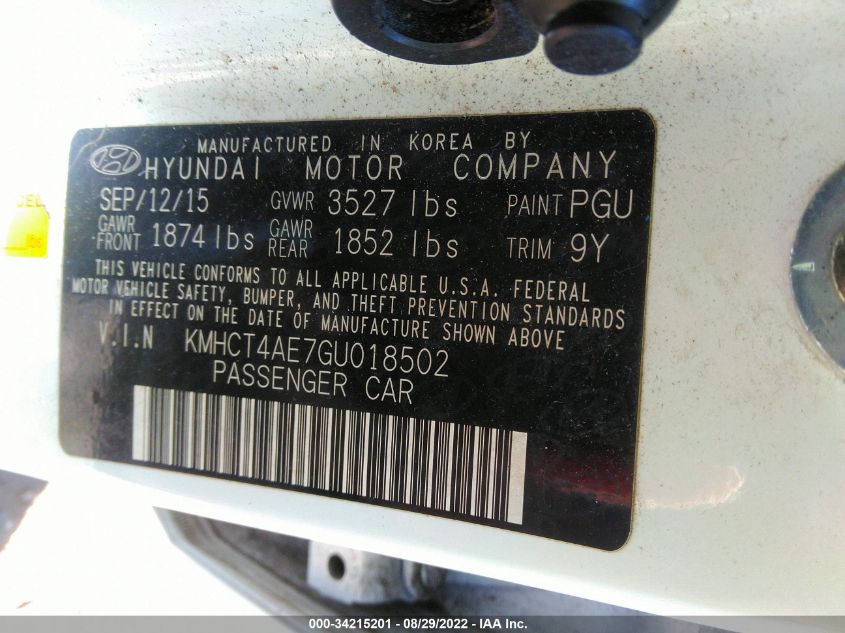 MANUFACTURED IN KOREA BY
HYUNDAI MOTOR COMPANY
SEP/12/15 GVWR 3527 lbs PAINT PGU
GAWR FRONT 1874 lbs GAWR REAR 1852 lbs TRIM 9Y
THIS VEHICLE CONFORMS TO ALL APPLICABLE U.S.A. FEDERAL
MOTOR VEHICLE SAFETY, BUMPER, AND THEFT PREVENTION STANDARDS
IN EFFECT ON THE DATE OF MANUFACTURE SHOWN ABOVE
V.I.N KMHCT4AE7GU018502
PASSENGER CAR
lbs
000-34215201 - 08/29/2022 - IAA Inc.